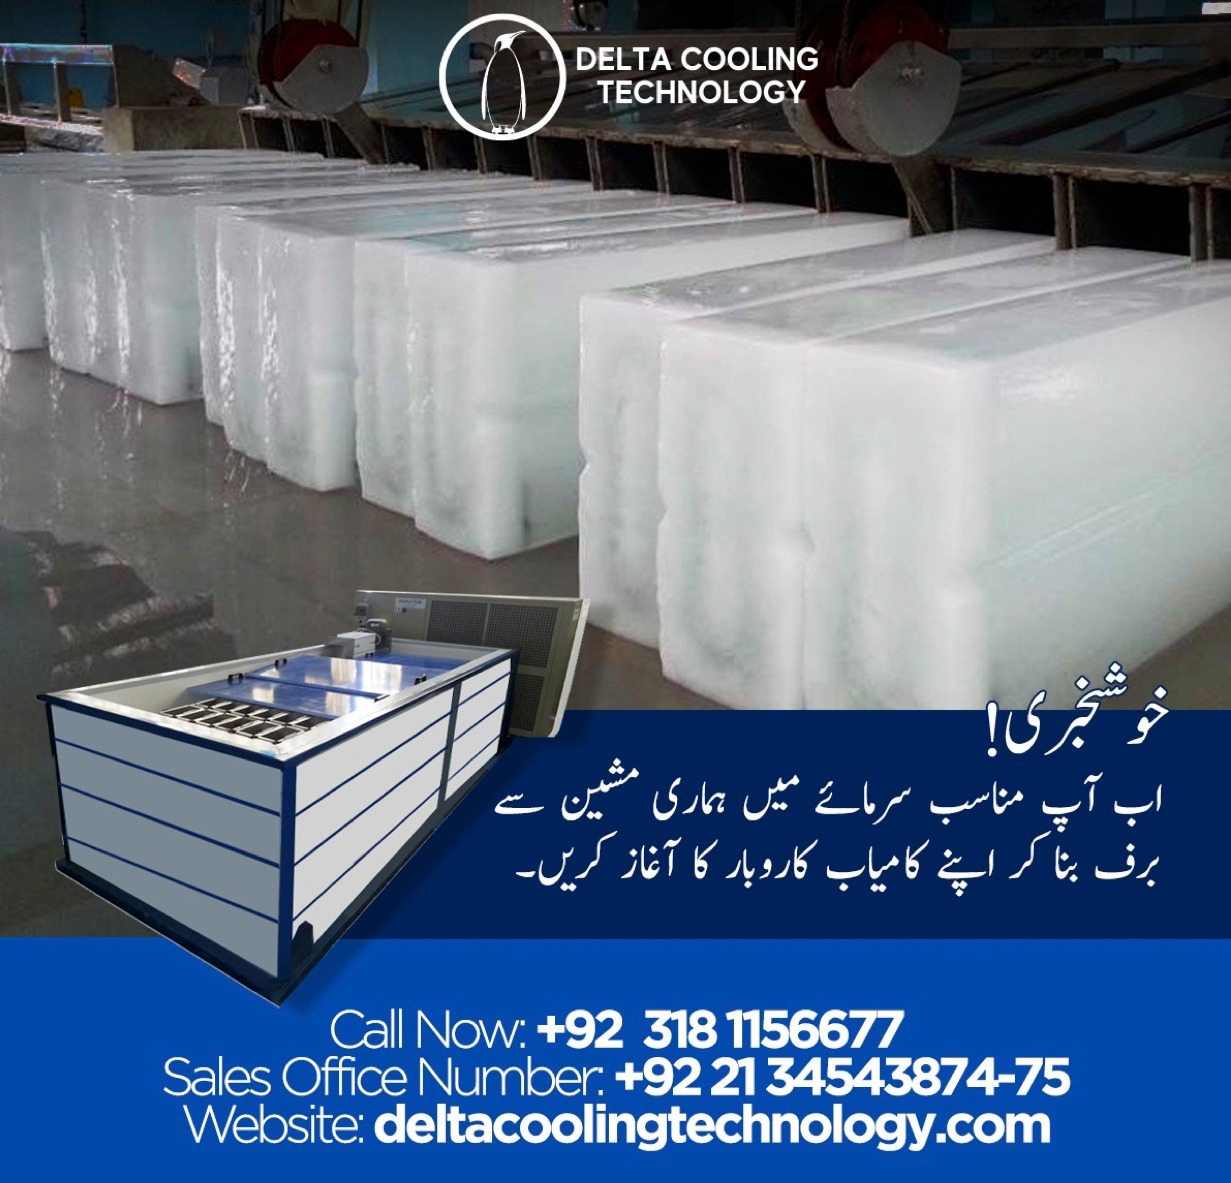 DELTA COOLING
TECHNOLOGY
خوشخبری!
اب آپ مناسب سرمائے میں ہماری مشین سے
برف بنا کر اپنے کامیاب کاروبار کا آغاز کریں۔
Call Now: +92 318 1156677
Sales Office Number: +92 21 34543874-75
Website: deltacoolingtechnology.com